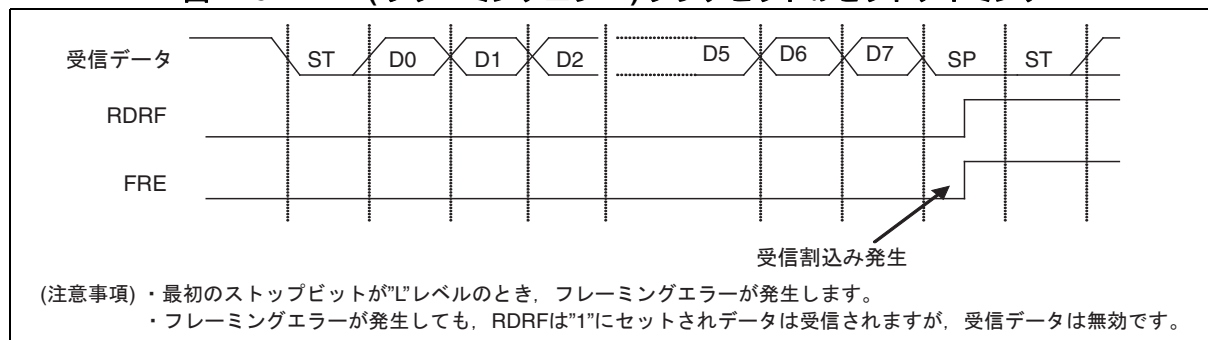 受信データ ST D0 D1 D2 D5 D6 D7 SP ST
RDRF
FRE
受信割込み発生
(注意事項) ・最初のストップビットが"L"レベルのとき，フレーミングエラーが発生します。
・フレーミングエラーが発生しても，RDRFは"1"にセットされデータは受信されますが，受信データは無効です。